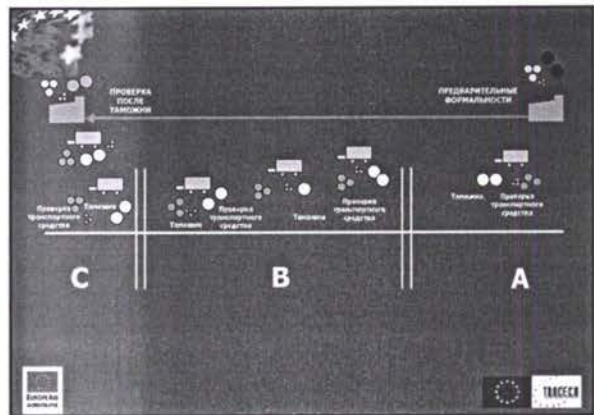 ПРОВЕРКА
ПОСЛЕ
ТАМОЖНИ
ПРЕДВАРИТЕЛЬНЫЕ
ФОРМАЛЬНОСТИ
Проверка
транспортного
средства
Таможня
Таможня
Проверка
транспортного
средства
Таможня
Проверка
транспортного
средства
Таможня
Проверка
транспортного
средства
C
B
A
EUROPEAID
TRACECA